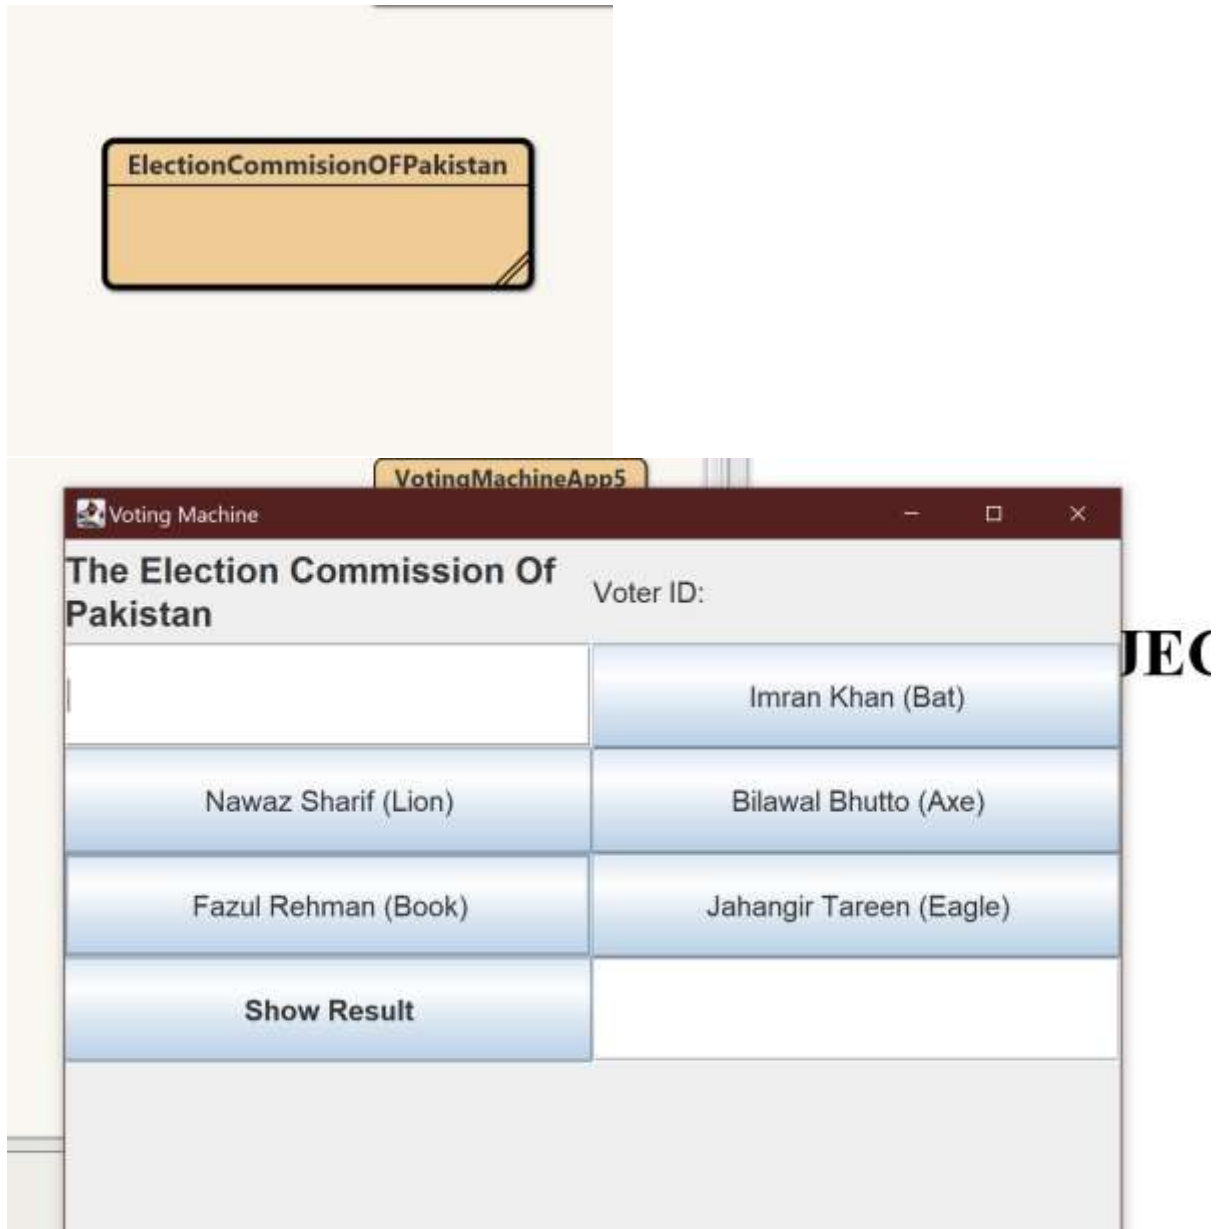 ElectionCommisionOFPakistan
VotingMachineApp5
Voting Machine
The Election Commission Of
Pakistan
Voter ID:
Imran Khan (Bat)
Nawaz Sharif (Lion)
Bilawal Bhutto (Axe)
Fazul Rehman (Book)
Jahangir Tareen (Eagle)
Show Result